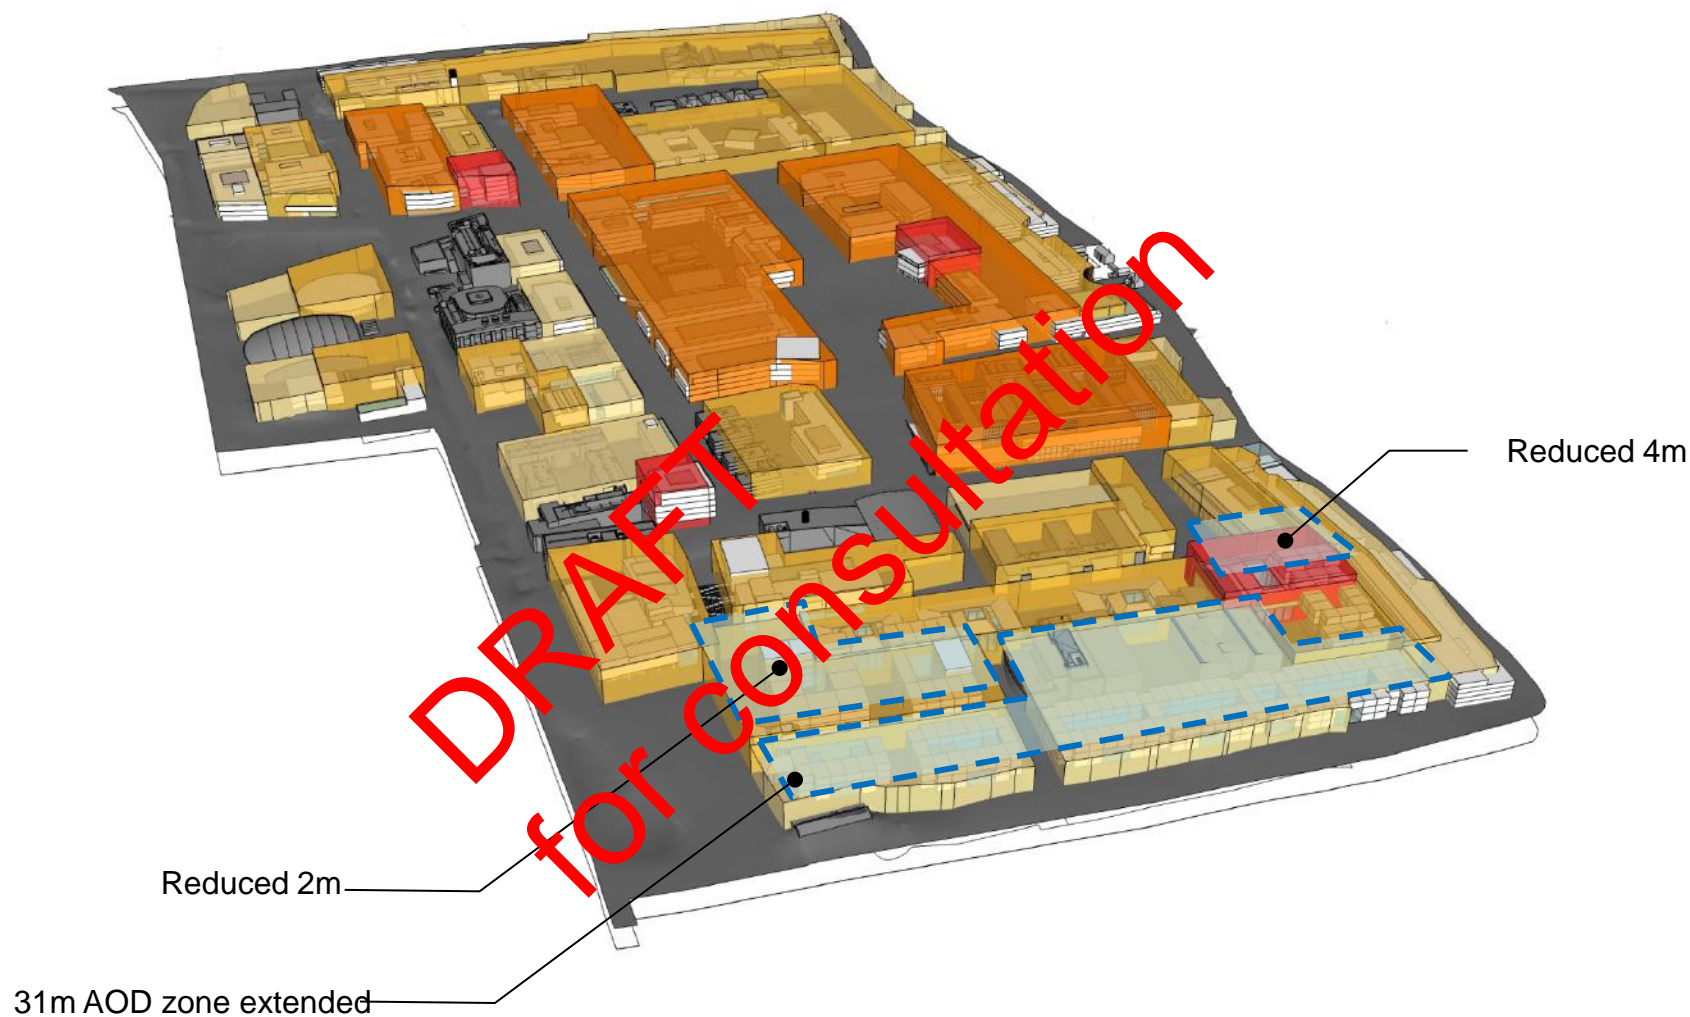 Reduced 4m
DRAFT
for consultation
Reduced 2m
31m AOD zone extended